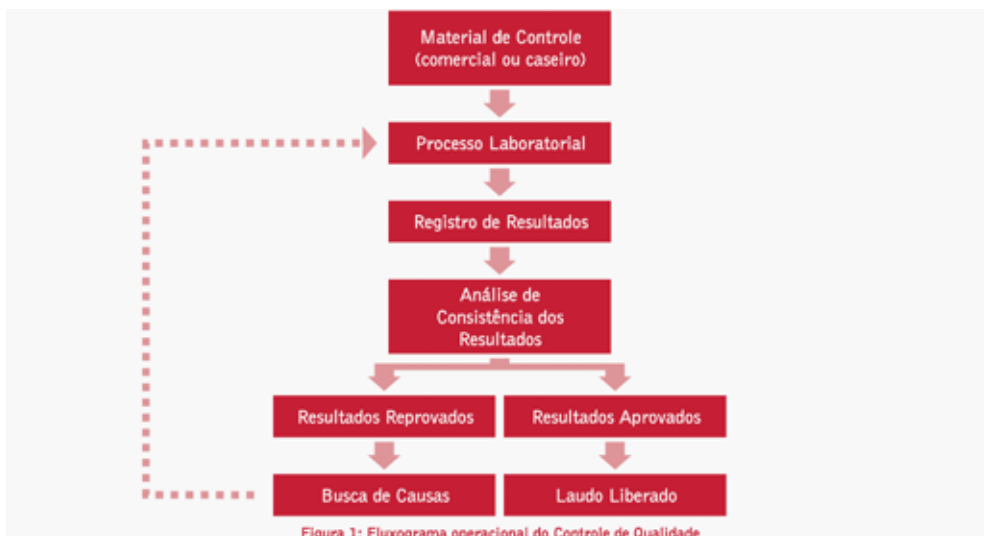 Material de Controle
(comercial ou caseiro)
Processo Laboratorial
Registro de Resultados
Análise de
Consistência dos
Resultados
Resultados Reprovados
Resultados Aprovados
Busca de Causas
Laudo Liberado
Figura 1: Fluxograma operacional do Controle de Qualidade